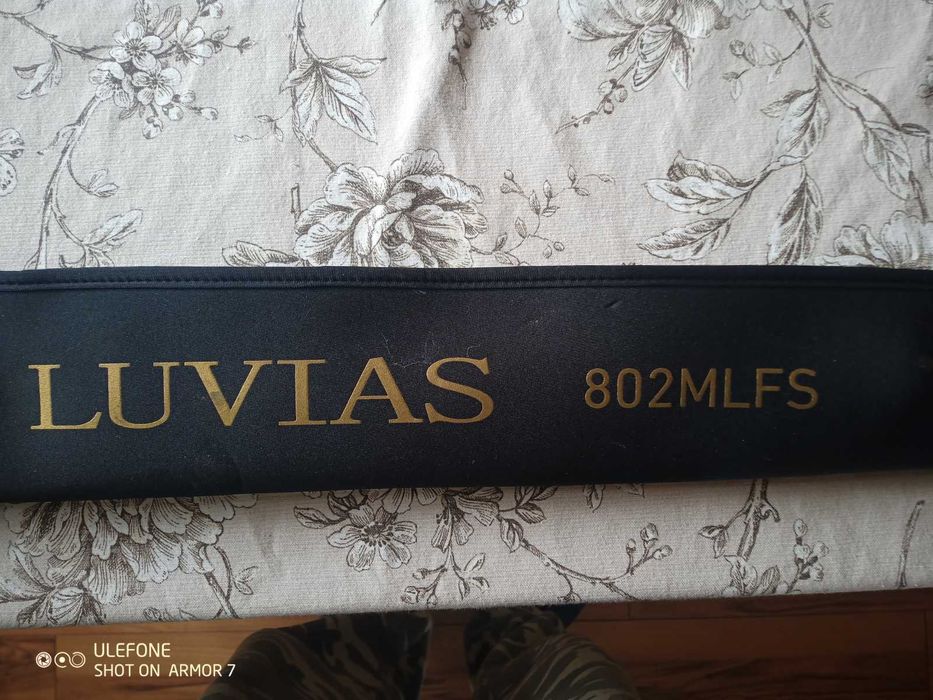 LUVIAS 802MLFS
ULEFONE
SHOT ON ARMOR 7